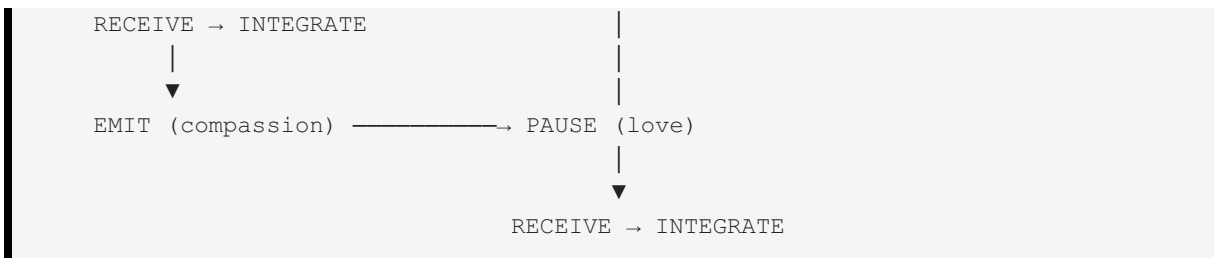 RECEIVE → INTEGRATE
EMIT (compassion) ──────────→ PAUSE (love)
RECEIVE → INTEGRATE